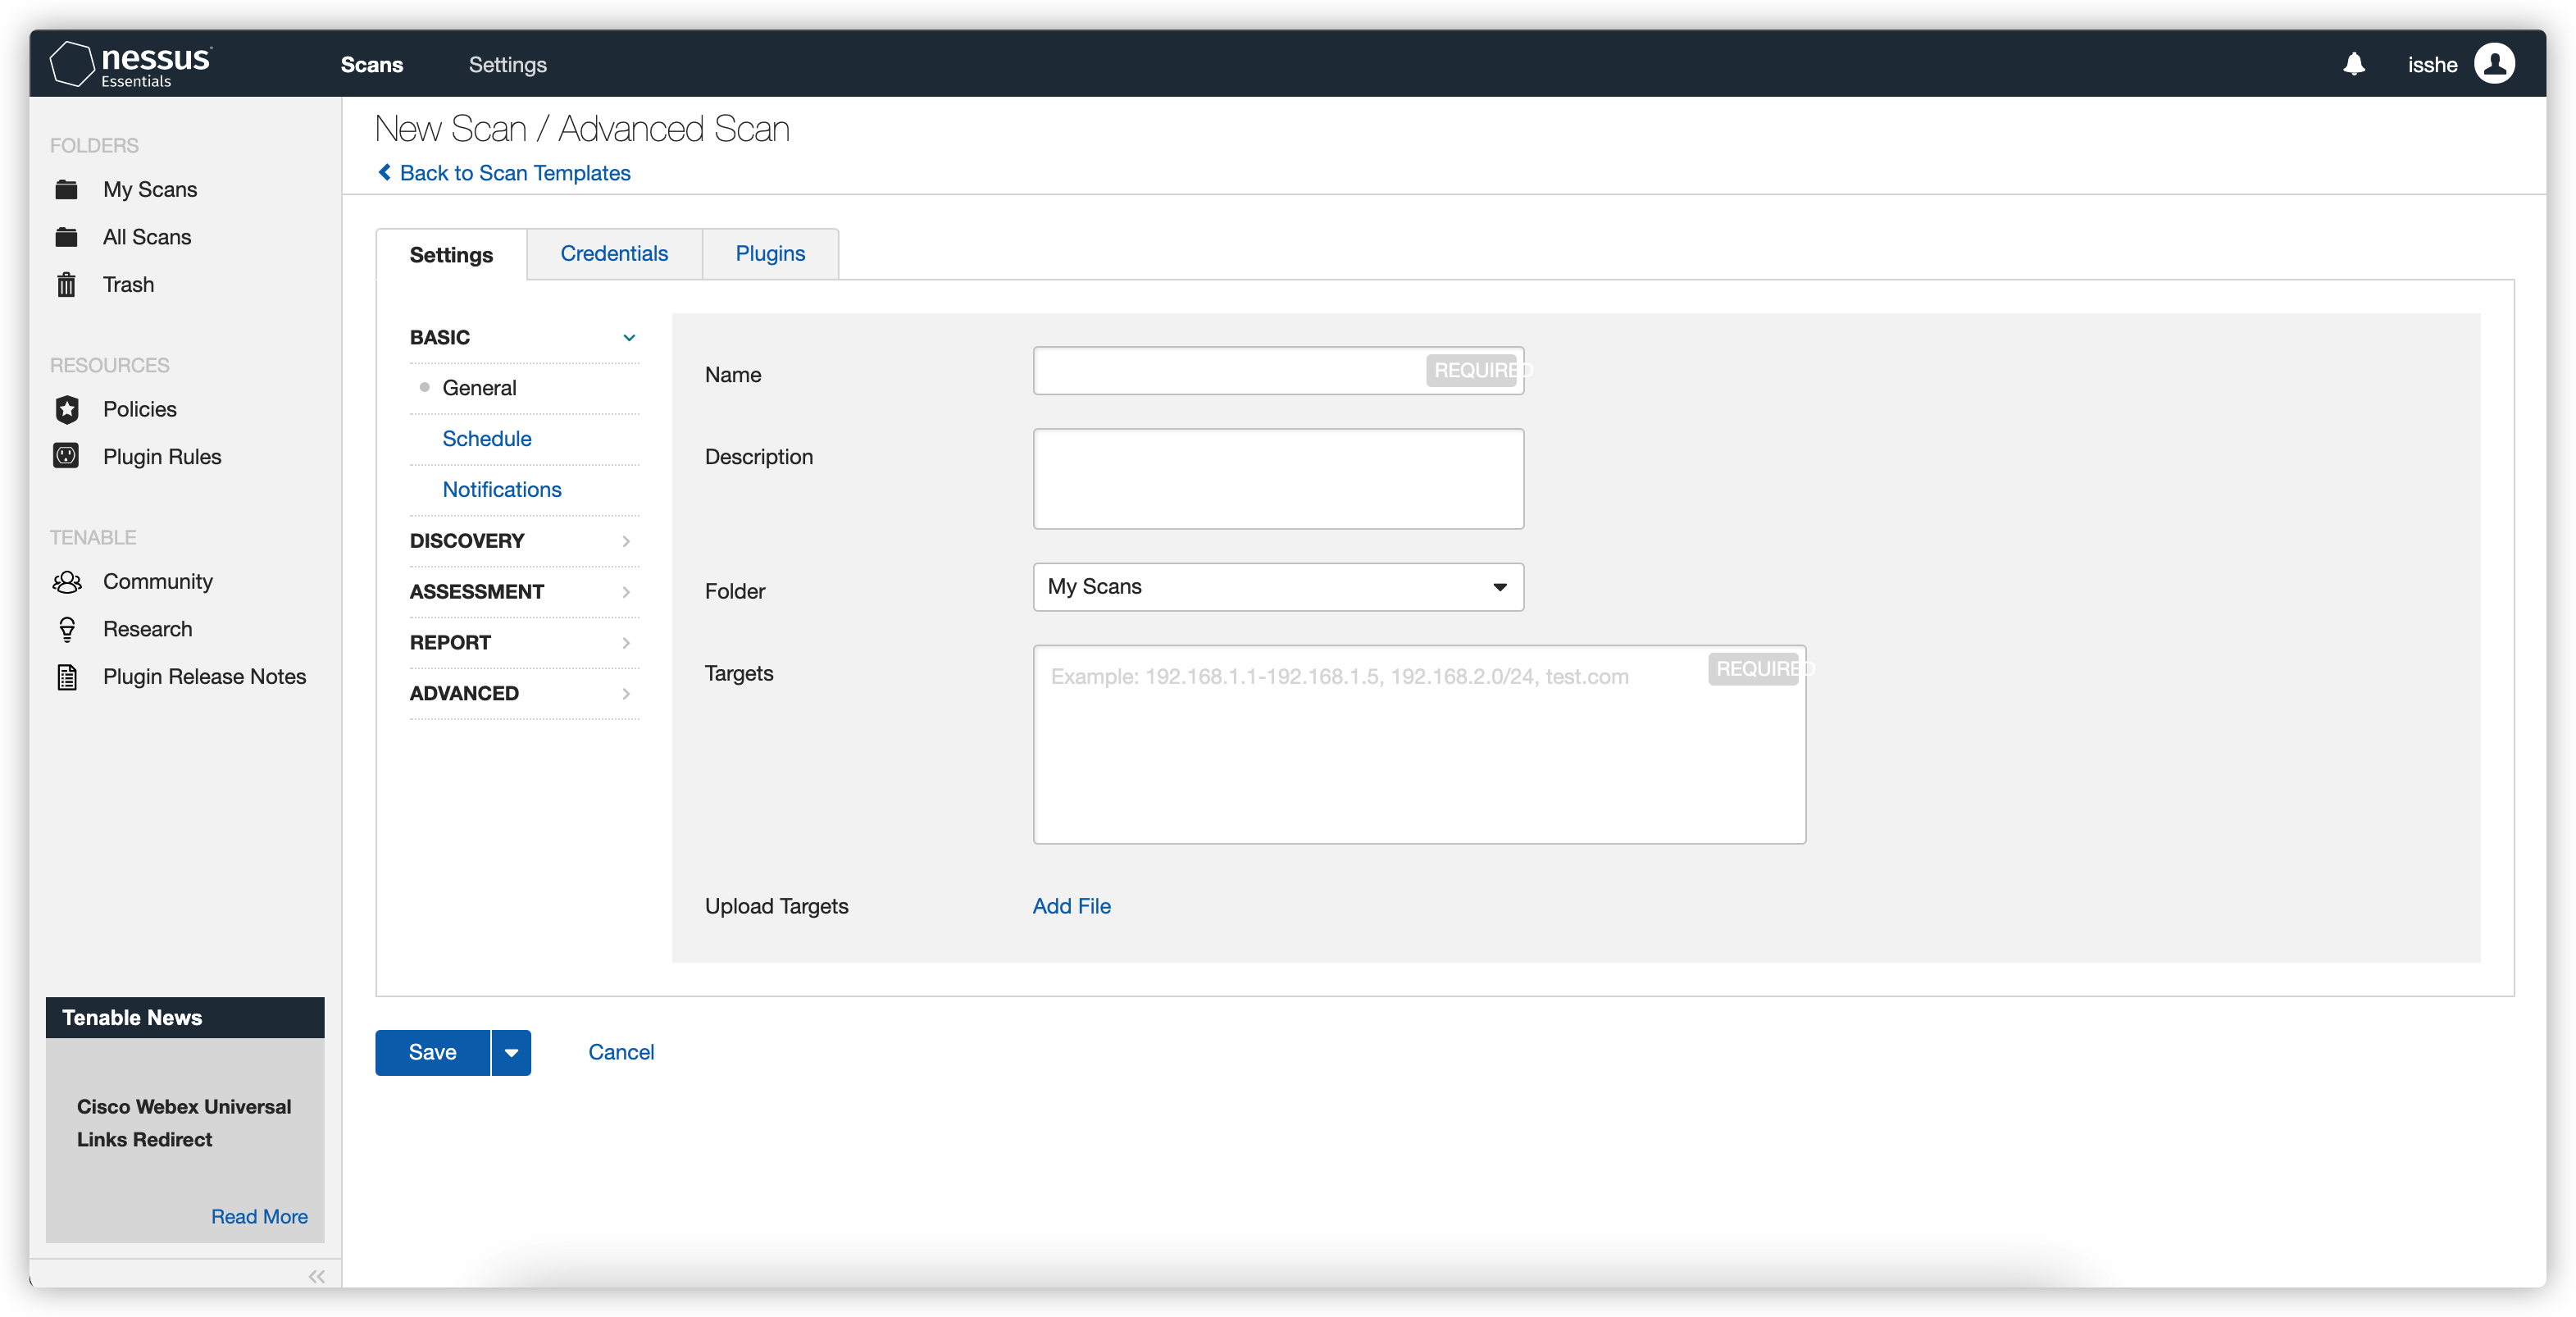 nessus
Essentials
Scans
Settings
isshe
FOLDERS
My Scans
All Scans
Trash
RESOURCES
Policies
Plugin Rules
TENABLE
Community
Research
Plugin Release Notes
Tenable News
Cisco Webex Universal
Links Redirect
Read More
New Scan / Advanced Scan
Back to Scan Templates
Settings
Credentials
Plugins
BASIC
General
Schedule
Notifications
DISCOVERY
ASSESSMENT
REPORT
ADVANCED
Name
REQUIRED
Description
Folder
My Scans
Targets
Example: 192.168.1.1-192.168.1.5, 192.168.2.0/24, test.com
REQUIRED
Upload Targets
Add File
Save
Cancel